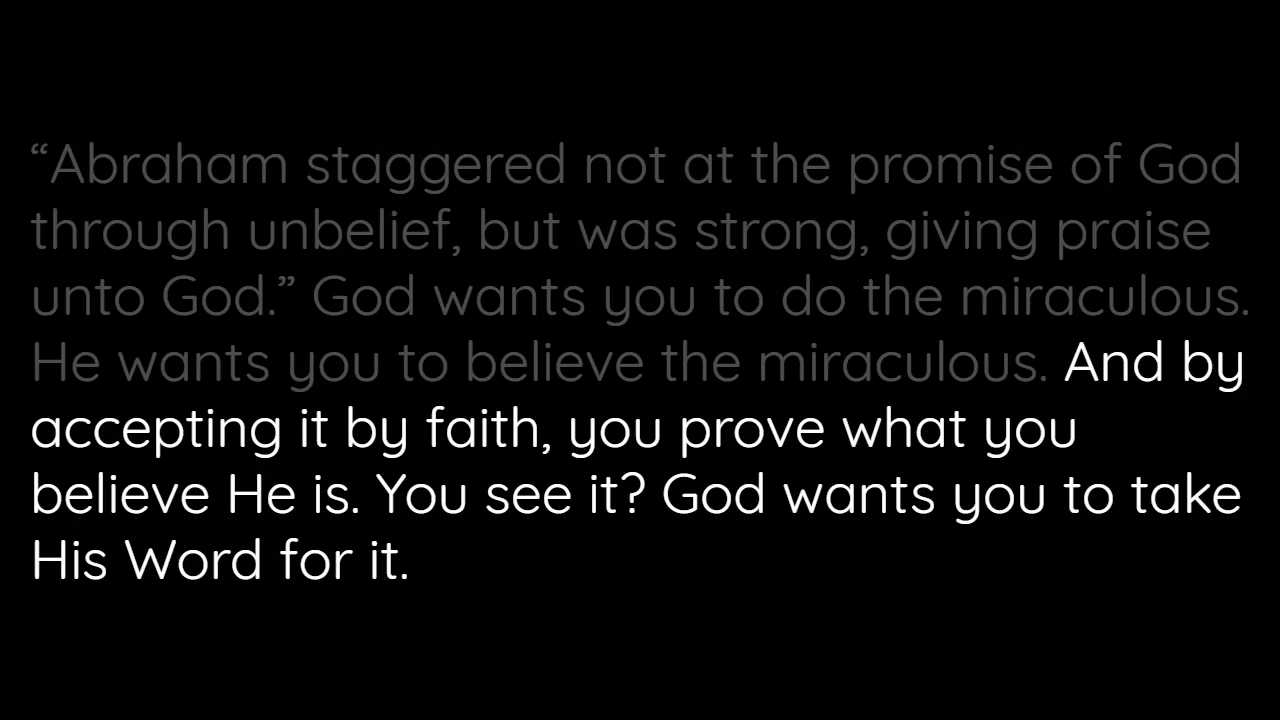 “Abraham staggered not at the promise of God
through unbelief, but was strong, giving praise
unto God.” God wants you to do the miraculous.
He wants you to believe the miraculous. And by
accepting it by faith, you prove what you
believe He is. You see it? God wants you to take
His Word for it.